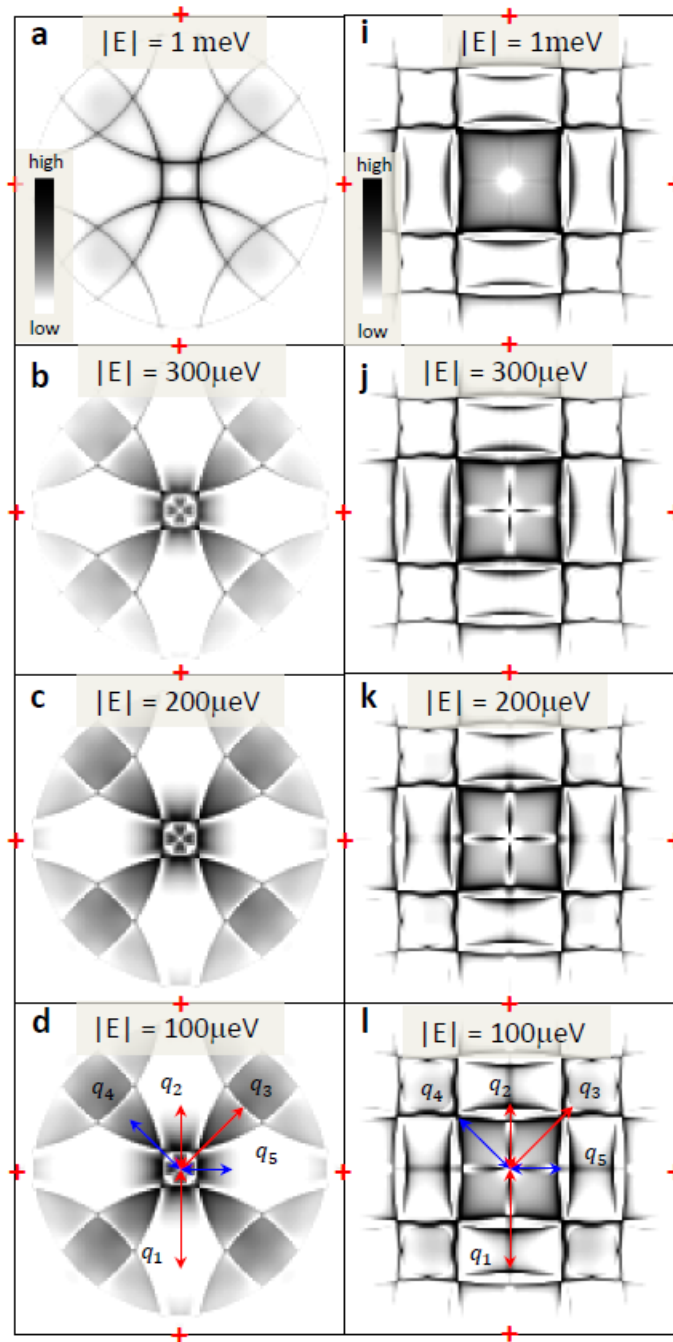 a
|E| = 1 meV
high
low
i
|E| = 1meV
high
low
b
|E| = 300μeV
j
|E| = 300μeV
c
|E| = 200μeV
k
|E| = 200μeV
d
|E| = 100μeV
q4
q2
q3
q5
q1
l
|E| = 100μeV
q4
q2
q3
q5
q1